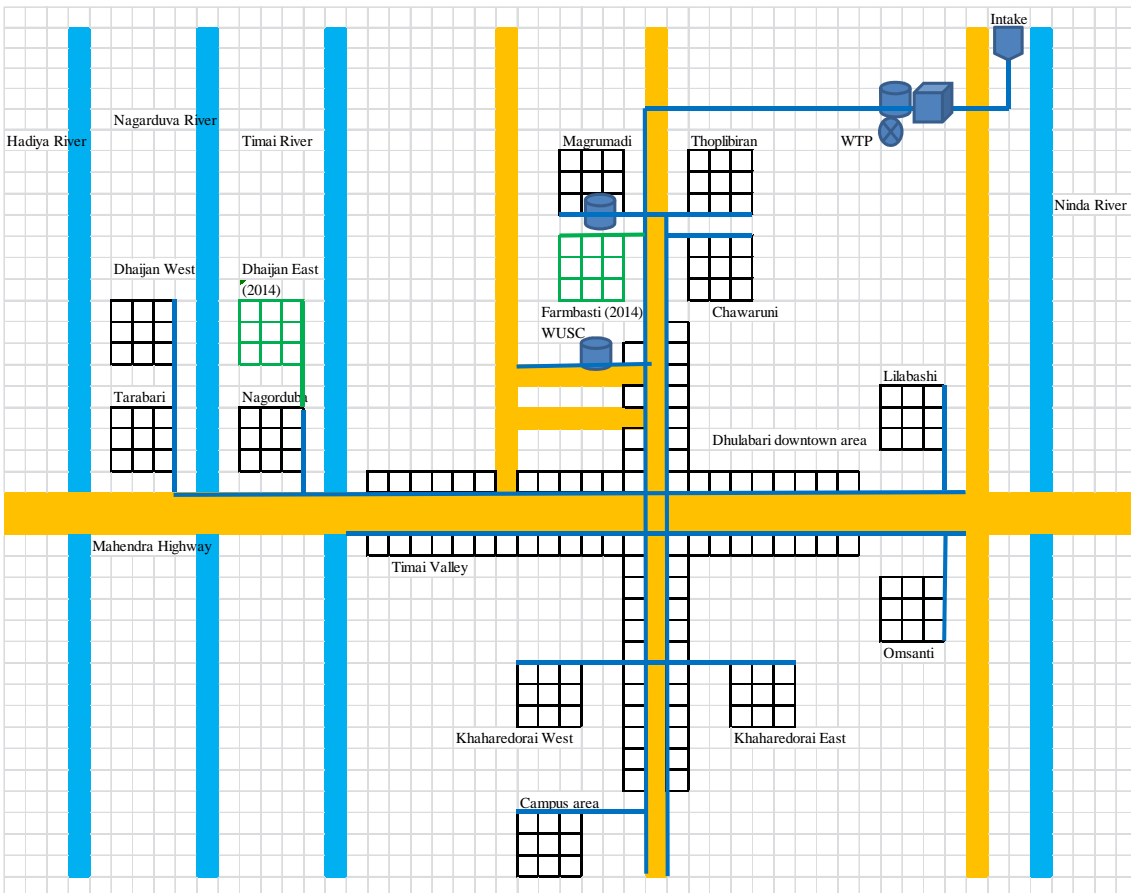 Intake
Nagarduva River
Hadiya River
Timai River
Magrumadi
Thoplibiran
WTP
Ninda River
Dhaijan West
Dhaijan East
(2014)
Farmbasti (2014)
Chawaruni
WUSC
Lilabashi
Tarabari
Nagorduba
Dhulabari downtown area
Mahendra Highway
Timai Valley
Omsanti
Khaharedorai West
Khaharedorai East
Campus area